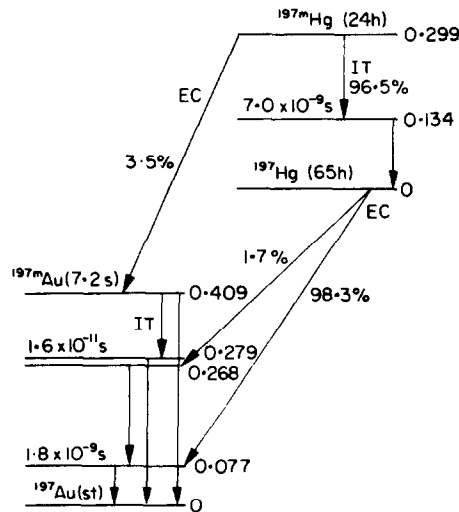 ¹⁹⁷ᵐHg (24h)
0·299
EC
IT
96·5%
7·0 x 10⁻⁹s
0·134
3·5%
¹⁹⁷Hg (65h)
0
EC
1·7%
¹⁹⁷ᵐAu(7·2s)
0·409
98·3%
IT
1·6 x 10⁻¹¹s
0·279
0·268
1·8 x 10⁻⁹s
0·077
¹⁹⁷Au(st)
0